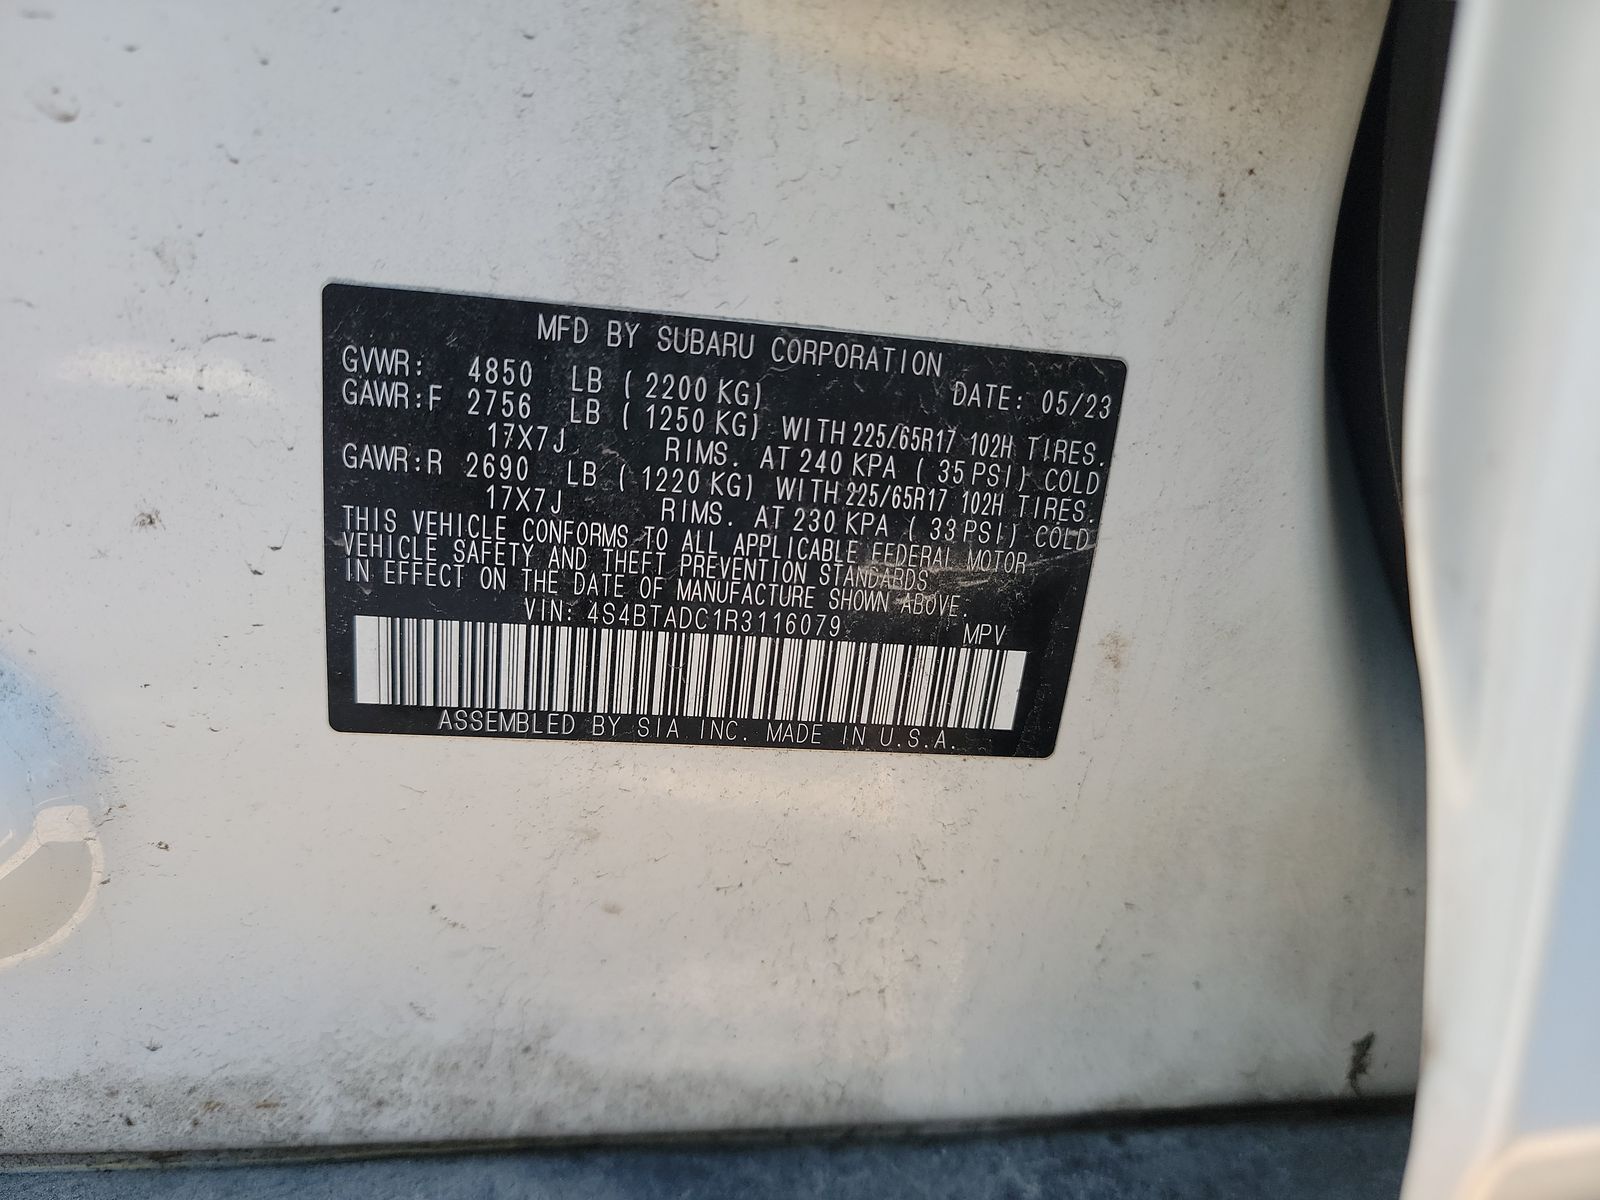 MFD BY SUBARU CORPORATION
GVWR: 4850 LB ( 2200 KG) DATE: 05/23
GAWR:F 2756 LB ( 1250 KG) WITH 225/65R17 102H TIRES.
17X7J RIMS. AT 240 KPA ( 35 PSI) COLD
GAWR:R 2690 LB ( 1220 KG) WITH 225/65R17 102H TIRES.
17X7J RIMS. AT 230 KPA ( 33 PSI) COLD
THIS VEHICLE CONFORMS TO ALL APPLICABLE FEDERAL MOTOR
VEHICLE SAFETY AND THEFT PREVENTION STANDARDS
IN EFFECT ON THE DATE OF MANUFACTURE SHOWN ABOVE.
VIN: 4S4BTADC1R3116079 MPV
ASSEMBLED BY SIA INC. MADE IN U.S.A.